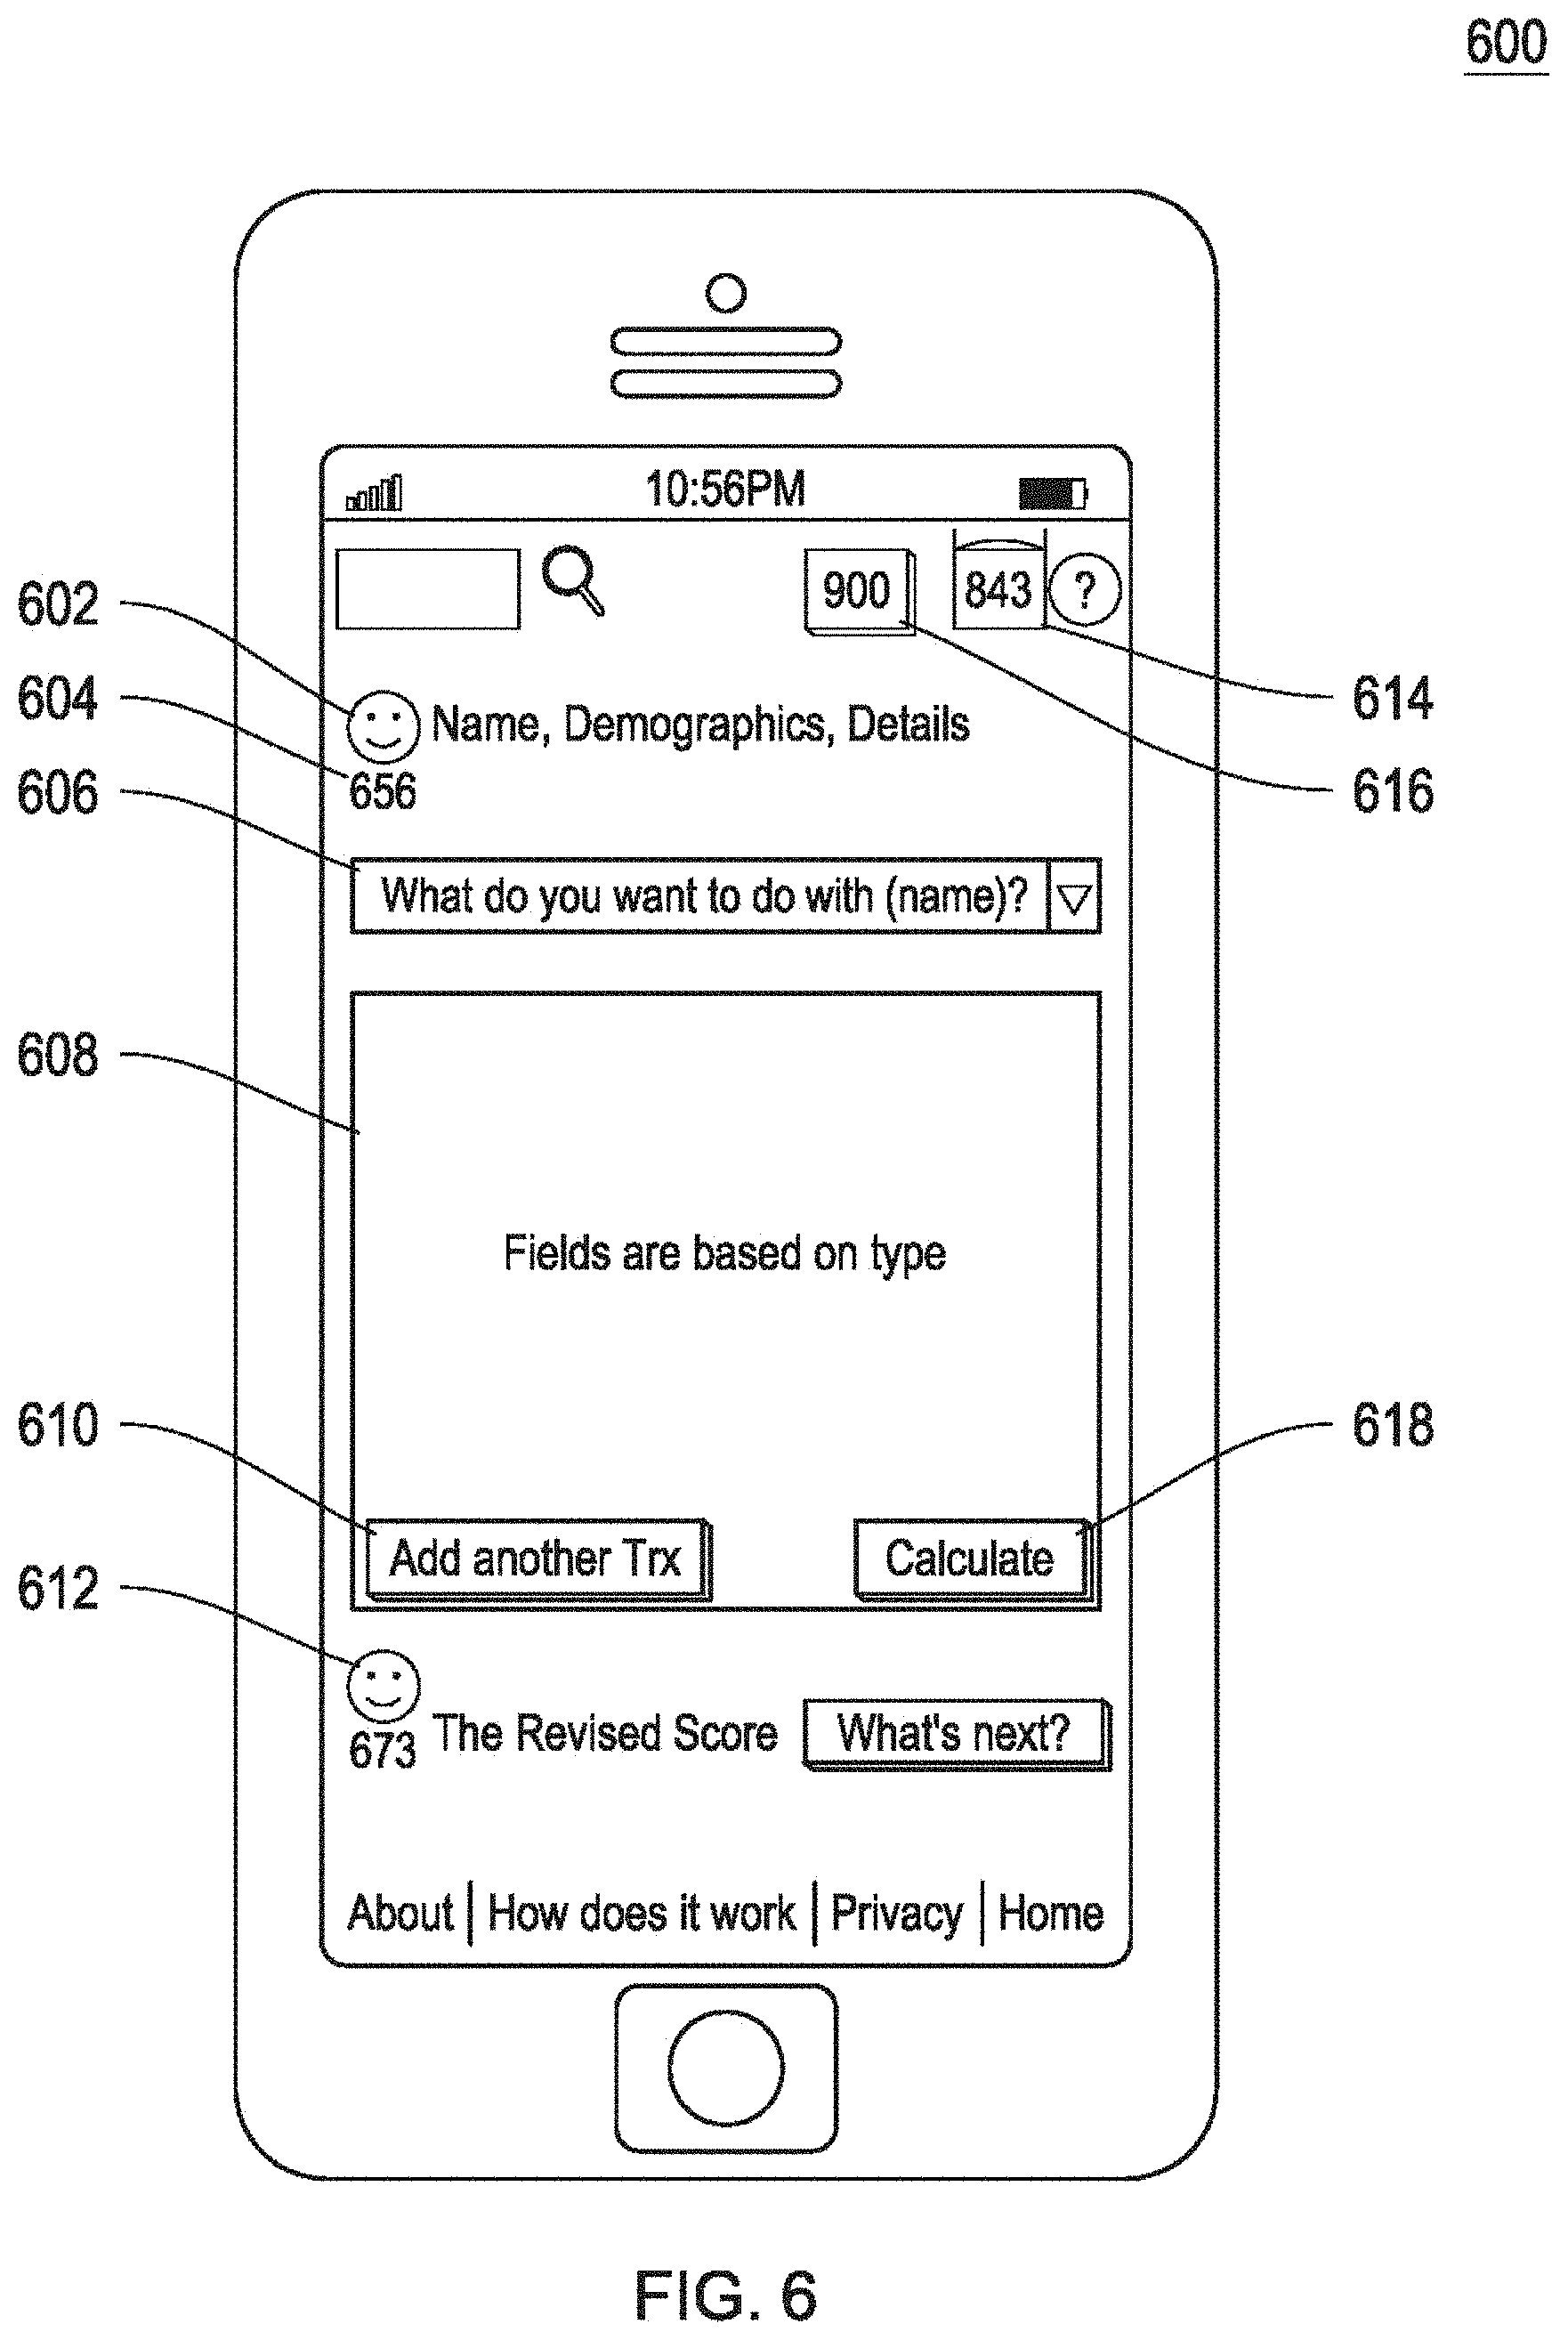 600
10:56PM
900 843 ?
602
604 Name, Demographics, Details 614
606 656 616
What do you want to do with (name)?
608
Fields are based on type
610 618
Add another Trx Calculate
612
673 The Revised Score What's next?
About | How does it work | Privacy | Home
FIG. 6